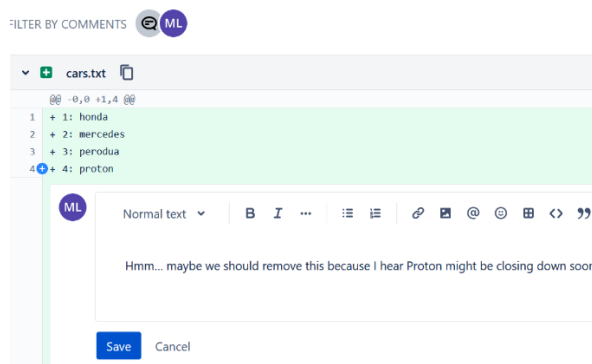 FILTER BY COMMENTS ML
cars.txt
@@ -0,0 +1,4 @@
1 + 1: honda
2 + 2: mercedes
3 + 3: perodua
4 + 4: proton
ML
Normal text B I ... @ <> ”
Hmm... maybe we should remove this because I hear Proton might be closing down soon
Save Cancel